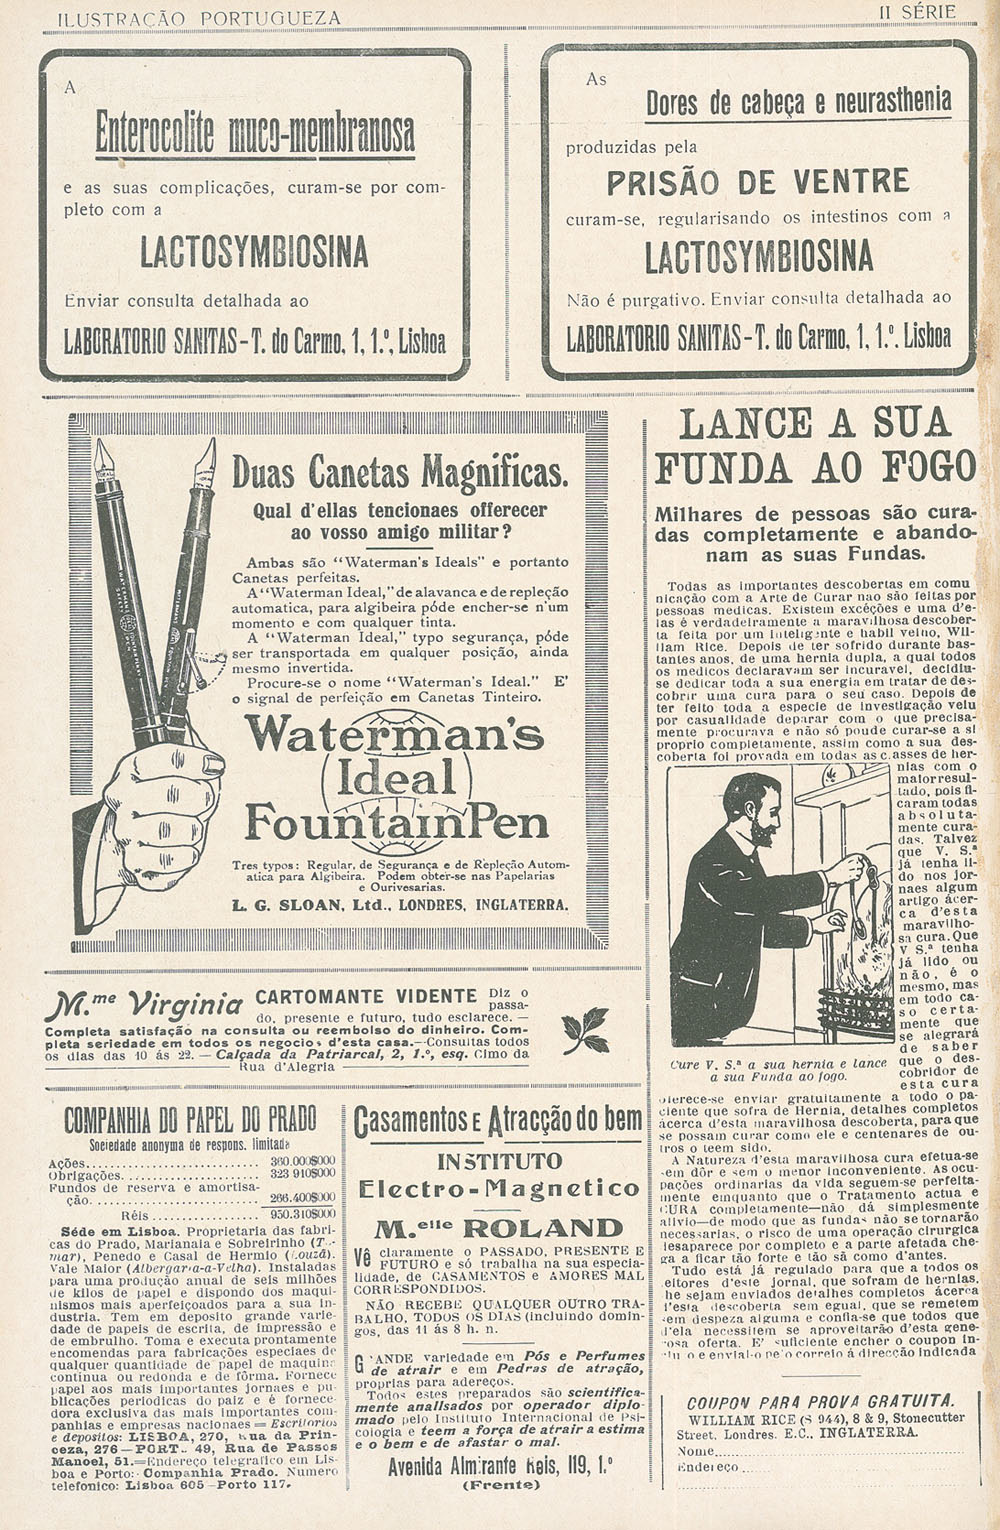 ILUSTRAÇÃO PORTUGUEZA
II SÉRIE
A
Enterocolite muco-membranosa
e as suas complicações, curam-se por com-
pleto com a
LACTOSYMBIOSINA
Enviar consulta detalhada ao
LABORATORIO SANITAS-T. do Carmo, 1, 1.º, Lisboa
As
Dores de cabeça e neurasthenia
produzidas pela
PRISÃO DE VENTRE
curam-se, regularisando os intestinos com a
LACTOSYMBIOSINA
Não é purgativo. Enviar consulta detalhada ao
LABORATORIO SANITAS-T. do Carmo, 1, 1.º. Lisboa
Duas Canetas Magnificas.
Qual d'ellas tencionaes offerecer
ao vosso amigo militar?
Ambas são "Waterman's Ideals" e portanto
Canetas perfeitas.
A "Waterman Ideal," de alavanca e de repleção
automatica, para algibeira póde encher-se n'um
momento e com qualquer tinta.
A "Waterman Ideal," typo segurança, póde
ser transportada em qualquer posição, ainda
mesmo invertida.
Procure-se o nome "Waterman's Ideal." E'
o signal de perfeição em Canetas Tinteiro.
Waterman's
Ideal
FountainPen
Tres typos: Regular, de Segurança e de Repleção Autom-
atica para Algibeira. Podem obter-se nas Papelarias
e Ourivesarias.
L. G. SLOAN, Ltd., LONDRES, INGLATERRA.
M.me Virginia CARTOMANTE VIDENTE Diz o
passa-
do, presente e futuro, tudo esclarece. —
Completa satisfação na consulta ou reembolso do dinheiro. Com-
pleta seriedade em todos os negocios d'esta casa.—Consultas todos
os dias das 10 ás 22. — Calçada da Patriarcal, 2, 1.º, esq. Cimo da
Rua d'Alegria
COMPANHIA DO PAPEL DO PRADO
Sociedade anonyma de respons. limitada
Ações 360.000$000
Obrigações 323 910$000
Fundos de reserva e amortisa-
ção 266.400$000
Réis 950.310$000
Séde em Lisboa. Proprietaria das fabri-
cas do Prado, Marianaia e Sobreirinho
Penedo e Casal de Hermio
Vale Maior (Albergaria-a-Velha). Instaladas
para uma produção anual de seis milhões
de kilos de papel e dispondo dos maqui-
nismos mais aperfeiçoados para a sua in-
dustria. Tem em deposito grande varie-
dade de papeis de escrita, de impressão e
de embrulho. Toma e executa prontamente
encomendas para fabricações especiaes de
qualquer quantidade de papel de maquina
continua ou redonda e de fôrma. Fornece
papel aos mais importantes jornaes e pu-
blicações periodicas do paiz e é fornece-
dora exclusiva das mais importantes com-
panhias e empresas nacionaes = Escritorios
e depositos: LISBOA, 270, Rua da Prin-
ceza, 276 — PORT. 49, Rua de Passos
Manoel, 51.=Endereço telegrafico em Lis-
boa e Porto: Companhia Prado. Numero
telefonico: Lisboa 605 — Porto 117.
Casamentos E Atracção do bem
INSTITUTO
Electro-Magnetico
M.elle ROLAND
Vê claramente o PASSADO, PRESENTE E
FUTURO e só trabalha na sua especia-
lidade, de CASAMENTOS e AMORES MAL
CORRESPONDIDOS.
NÃO RECEBE QUALQUER OUTRO TRA-
BALHO, TODOS OS DIAS (incluindo domin-
gos, das 11 ás 8 h. n.
G ANDE variedade em Pós e Perfumes
de atrair e em Pedras de atração,
proprias para adereços.
Todos estes preparados são scientifica-
mente analisados por operador diplo-
mado pelo Instituto Internacional de Psi-
cologia e teem a força de atrair a estima
e o bem e de afastar o mal.
Avenida Almirante Reis, 119, 1.º
(Frente)
LANCE A SUA
FUNDA AO FOGO
Milhares de pessoas são cura-
das completamente e abando-
nam as suas Fundas.
Todas as importantes descobertas em comu
nicação com a Arte de Curar nao são feitas por
pessoas medicas. Existem excéções e uma d'e-
las é verdadeiramente a maravilhosa descober-
ta feita por um inteligente e habil velho, Wil-
liam Rice. Depois de ter sofrido durante bas-
tantes anos, de uma hernia dupla, a qual todos
os medicos declaravam ser incuravel, decidiu-
se dedicar toda a sua energia em tratar de des-
cobrir uma cura para o seu caso. Depois de
ter feito toda a especie de investigação veiu
por casualidade deparar com o que precisa-
mente procurava e não só poude curar-se a si
proprio completamente, assim como a sua des-
coberta foi provada em todas as c.asses de her-
nias com o
maior resul-
tado, pois fi-
caram todas
absoluta-
mente cura-
das. Talvez
que V. S.ª
já tenha li-
do nos jor-
naes algum
artigo ácer-
ca d'esta
maravilho-
sa cura. Que
V S.ª tenha
já lido ou
não, é o
mesmo, mas
em todo ca-
so certa-
mente que
se alegrará
de saber
que o des-
cobridor de
esta cura
Cure V. S.ª a sua hernia e lance
a sua Funda ao fogo.
oferece-se enviar gratuitamente a todo o pa-
ciente que sofra de Hernia, detalhes completos
ácerca d'esta maravilhosa descoberta, para que
se possam curar como ele e centenares de ou-
tros o teem sido.
A Natureza d'esta maravilhosa cura efetua-se
sem dôr e sem o menor inconveniente. As ocu-
pações ordinarias da vida seguem-se perfeita-
mente emquanto que o Tratamento actua e
CURA completamente—não dá simplesmente
alivio—de modo que as fundas não se tornarão
necessarias, o risco de uma operação cirurgica
desaparece por completo e a parte afetada che-
ga a ficar tão forte e tão sã como d'antes.
Tudo está já regulado para que a todos os
leitores d'este jornal, que sofram de hernias,
lhe sejam enviados detalhes completos ácerca
d'esta descoberta sem egual, que se remetem
sem despeza alguma e confia-se que todos que
d'ela necessitem se aproveitarão d'esta gene-
rosa oferta. E' suficiente encher o coupon in-
cluso e envial-o pelo correio á direcção indicada
COUPON PARA PROVA GRATUITA.
WILLIAM RICE (S 944), 8 & 9, Stonecutter
Street, Londres. E.C., INGLATERRA.
Nome
Endereço